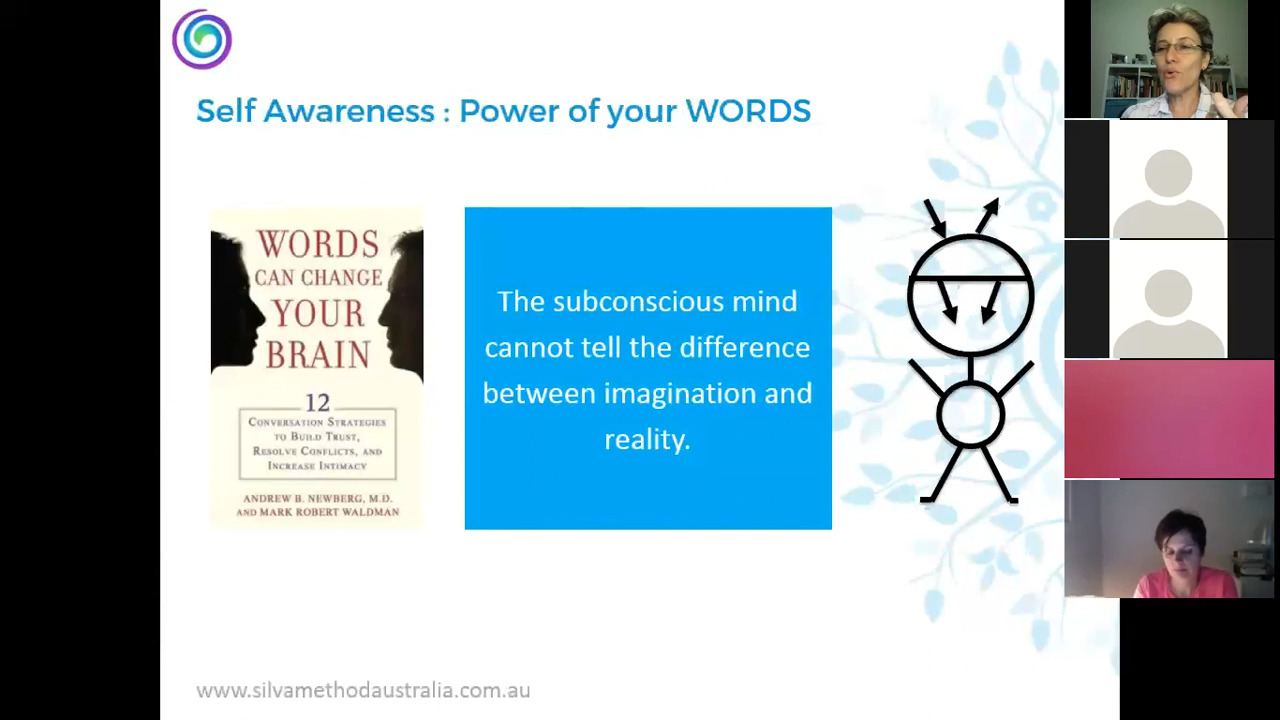 Self Awareness : Power of your WORDS
WORDS
CAN CHANGE
YOUR
BRAIN
12
CONVERSATION STRATEGIES
TO BUILD TRUST,
RESOLVE CONFLICTS, AND
INCREASE INTIMACY
ANDREW B. NEWBERG, M.D.
AND MARK ROBERT WALDMAN
The subconscious mind
cannot tell the difference
between imagination and
reality.
www.silvamethodaustralia.com.au